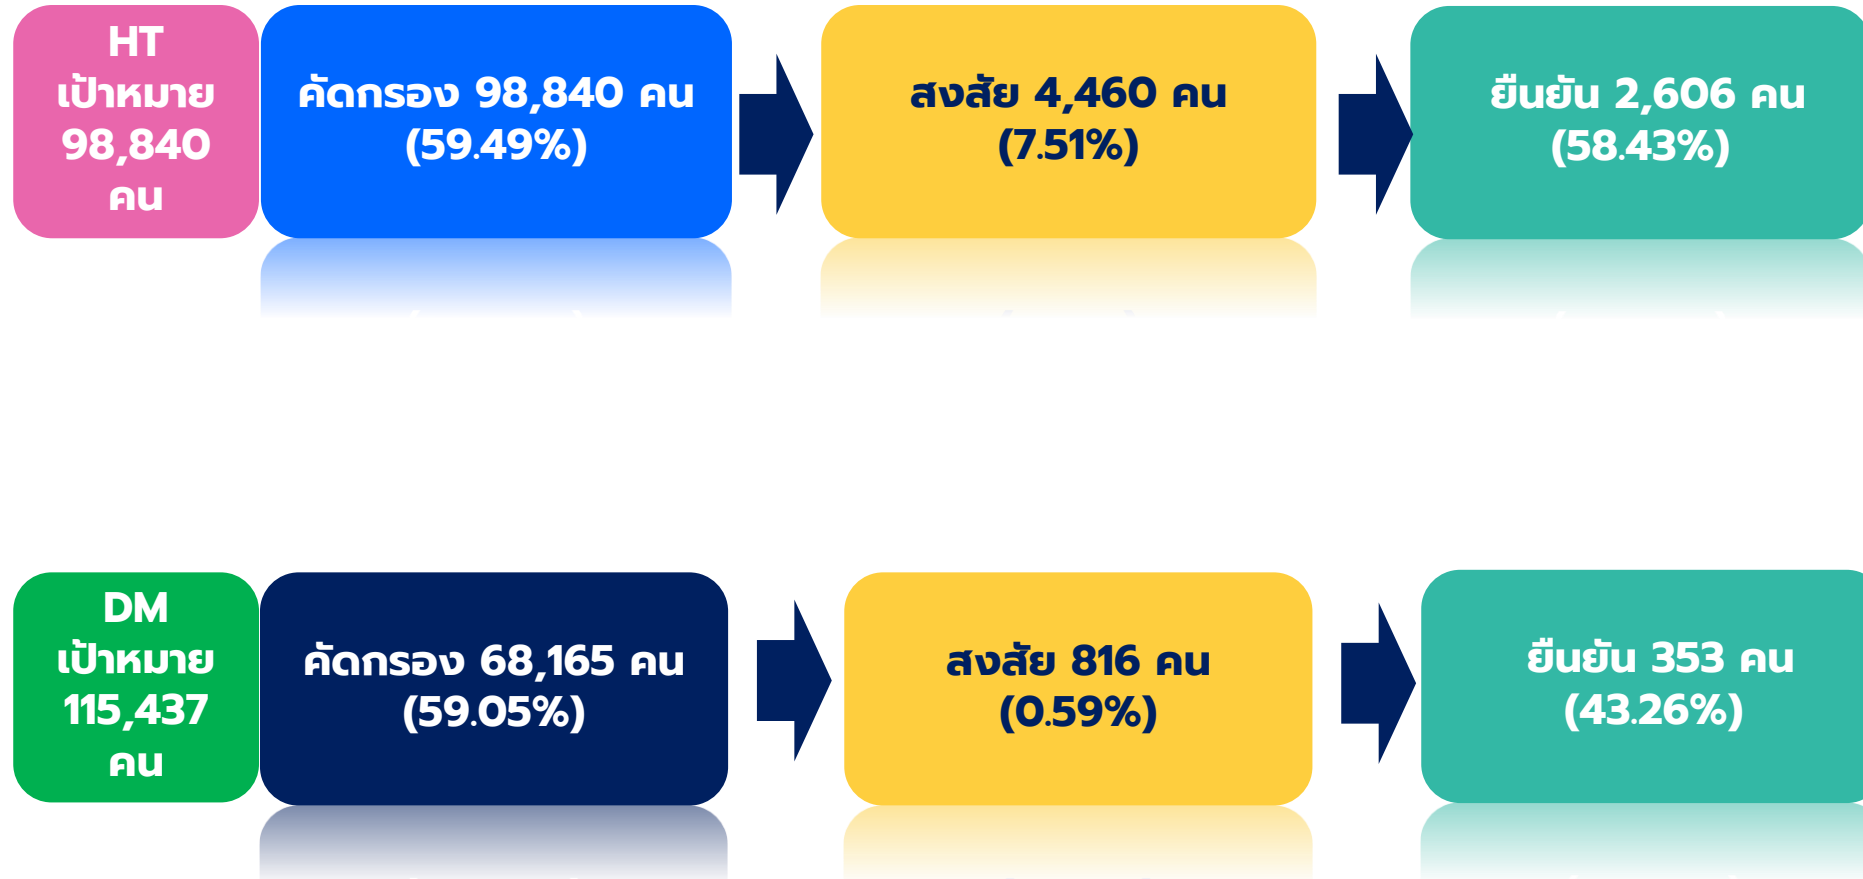 HT
เป้าหมาย
98,840
คน
คัดกรอง 98,840 คน
(59.49%)
สงสัย 4,460 คน
(7.51%)
ยืนยัน 2,606 คน
(58.43%)
DM
เป้าหมาย
115,437
คน
คัดกรอง 68,165 คน
(59.05%)
สงสัย 816 คน
(0.59%)
ยืนยัน 353 คน
(43.26%)